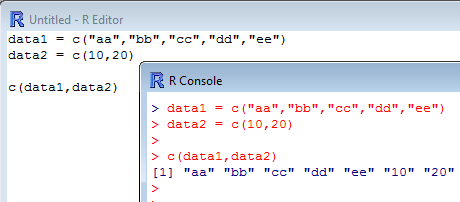 Untitled - R Editor
data1 = c("aa","bb","cc","dd","ee")
data2 = c(10,20)
c(data1,data2)
R Console
> data1 = c("aa","bb","cc","dd","ee")
> data2 = c(10,20)
>
> c(data1,data2)
[1] "aa" "bb" "cc" "dd" "ee" "10" "20"
>